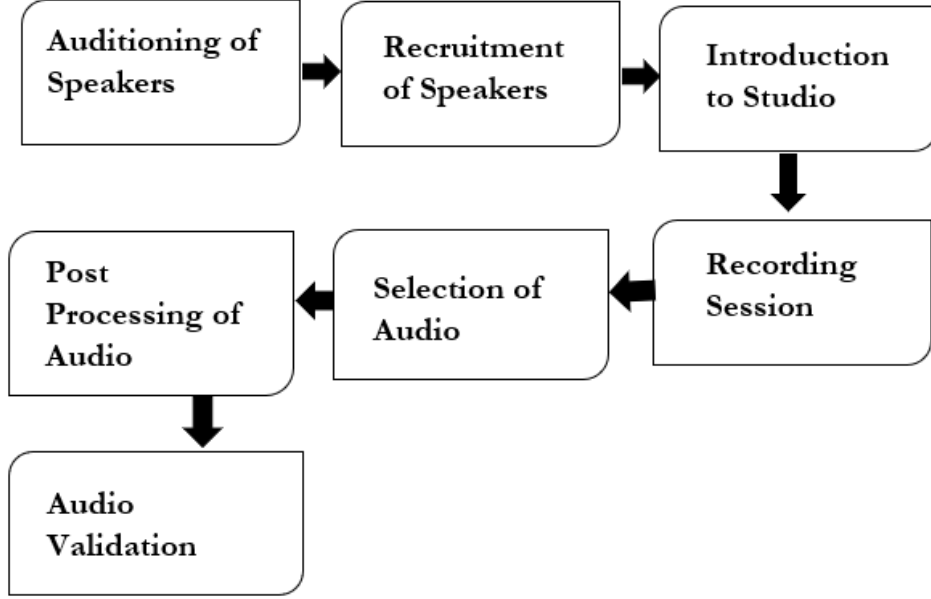 Auditioning of
Speakers
Recruitment
of Speakers
Introduction
to Studio
Recording
Session
Selection of
Audio
Post
Processing of
Audio
Audio
Validation